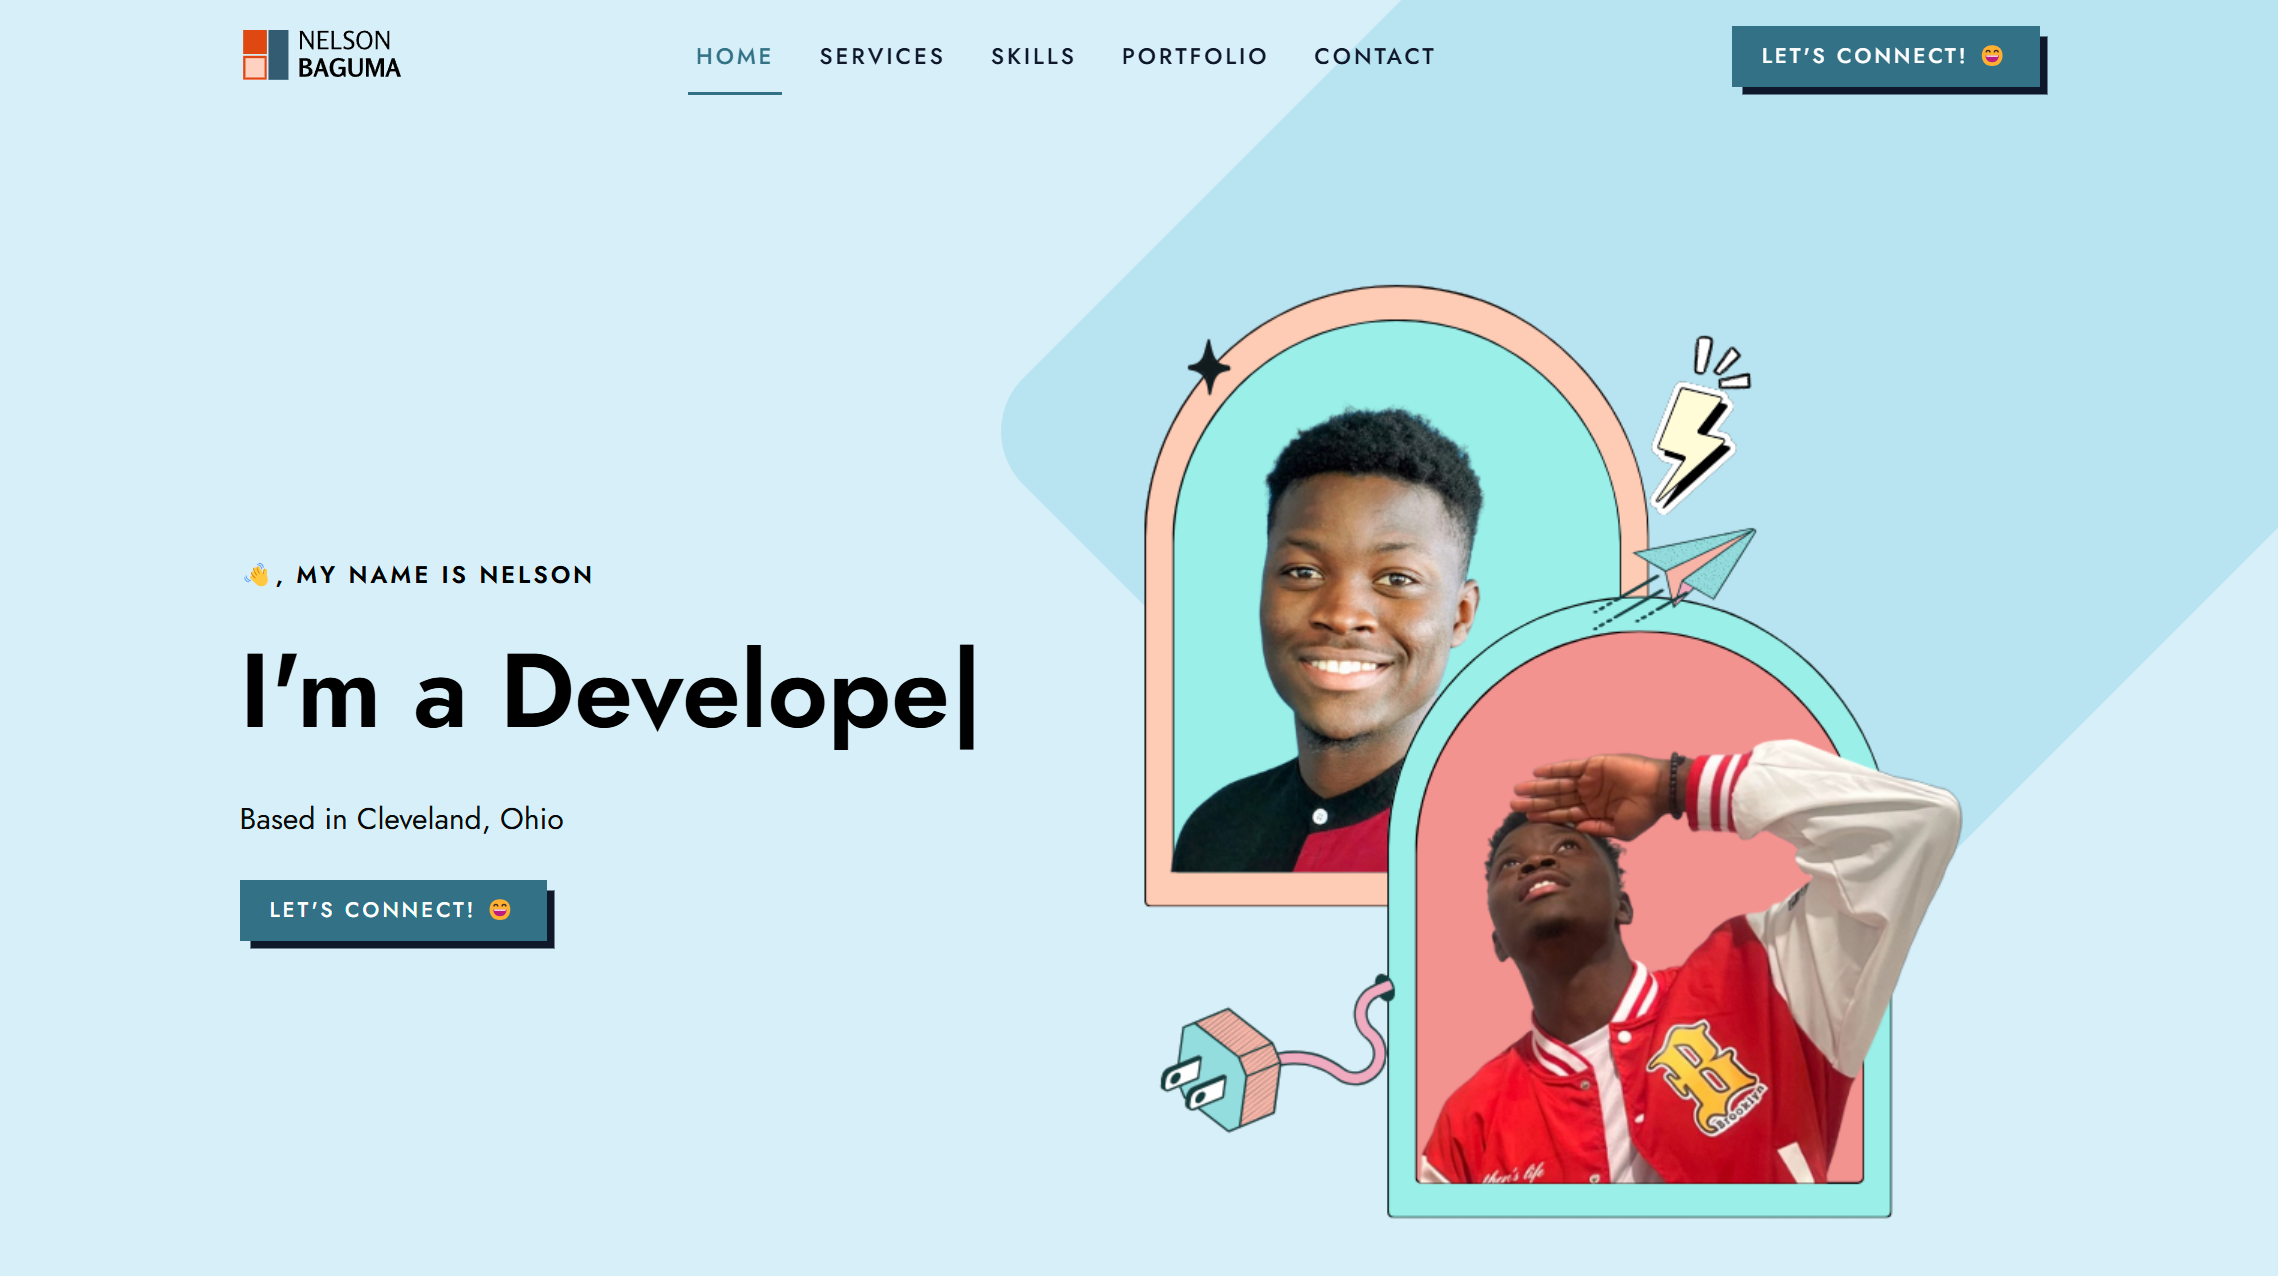 NELSON
BAGUMA
HOME SERVICES SKILLS PORTFOLIO CONTACT
LET'S CONNECT! 😄
👋, MY NAME IS NELSON
I'm a Develope|
Based in Cleveland, Ohio
LET'S CONNECT! 😄
B
Brooklyn